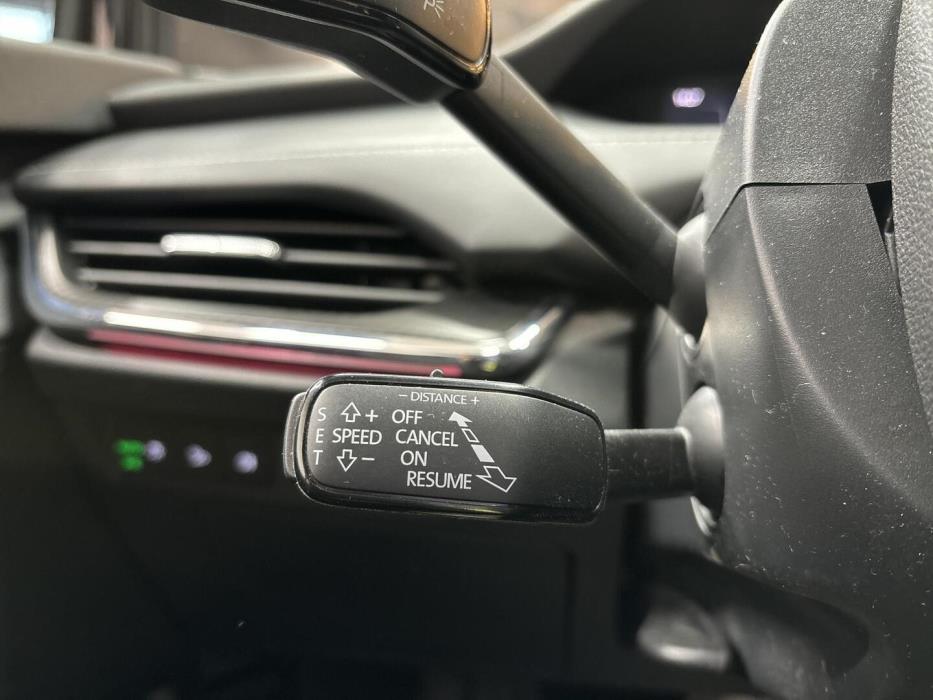 − DISTANCE +
S + OFF
E SPEED CANCEL
T − ON
RESUME